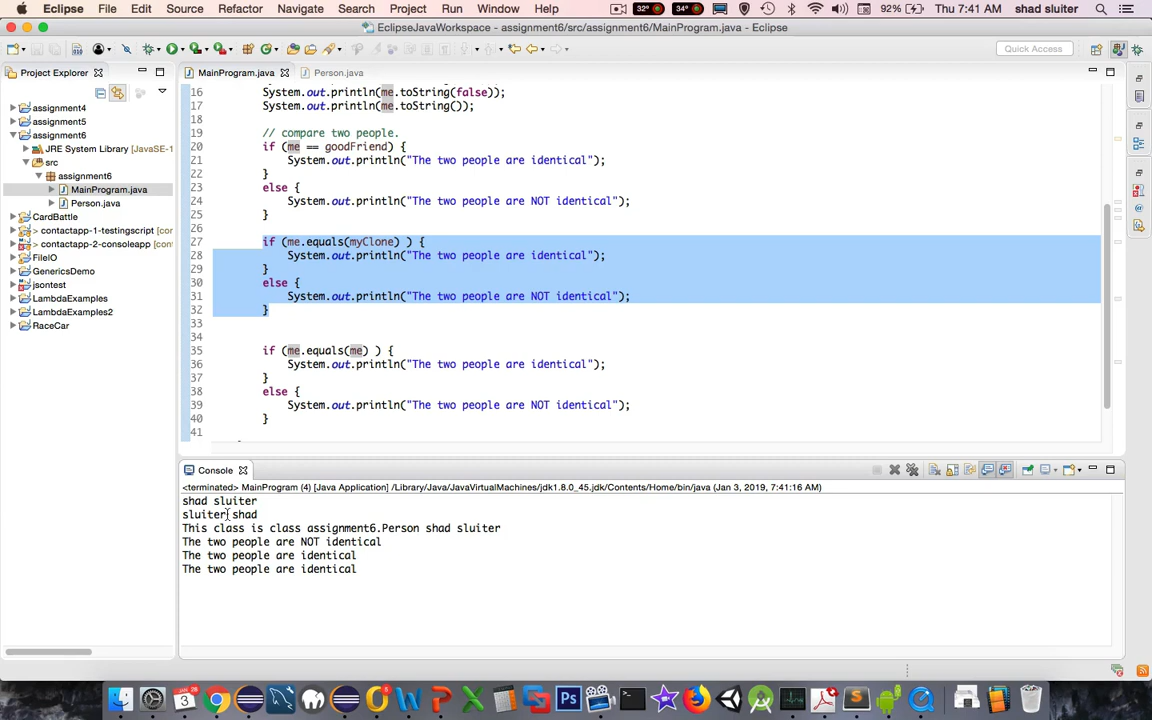 Eclipse File Edit Source Refactor Navigate Search Project Run Window Help 32° 34° 92% Thu 7:41 AM shad sluiter
EclipseJavaWorkspace - assignment6/src/assignment6/MainProgram.java - Eclipse
Quick Access
Project Explorer
assignment4
assignment5
assignment6
JRE System Library [JavaSE-1
src
assignment6
MainProgram.java
Person.java
CardBattle
contactapp-1-testingscript [cor
contactapp-2-consoleapp [cont
FileIO
GenericsDemo
jsontest
LambdaExamples
LambdaExamples2
RaceCar
MainProgram.java Person.java
16 System.out.println(me.toString(false));
17 System.out.println(me.toString());
18
19 // compare two people.
20 if (me == goodFriend) {
21 System.out.println("The two people are identical");
22 }
23 else {
24 System.out.println("The two people are NOT identical");
25 }
26
27 if (me.equals(myClone) ) {
28 System.out.println("The two people are identical");
29 }
30 else {
31 System.out.println("The two people are NOT identical");
32 }
33
34
35 if (me.equals(me) ) {
36 System.out.println("The two people are identical");
37 }
38 else {
39 System.out.println("The two people are NOT identical");
40 }
41
Console
<terminated> MainProgram (4) [Java Application] /Library/Java/JavaVirtualMachines/jdk1.8.0_45.jdk/Contents/Home/bin/java (Jan 3, 2019, 7:41:16 AM)
shad sluiter
sluiter shad
This class is class assignment6.Person shad sluiter
The two people are NOT identical
The two people are identical
The two people are identical